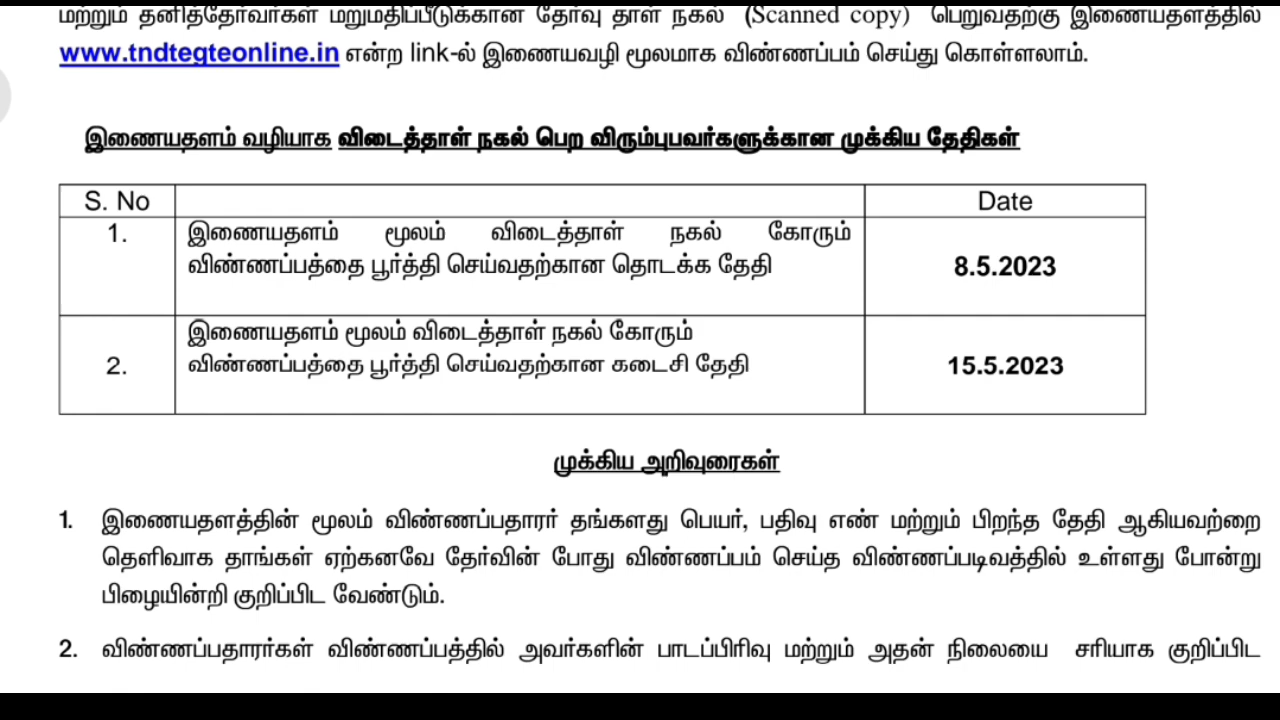 மற்றும் தனித்தேர்வர்கள் மறுமதிப்பீடுக்கான தேர்வு தாள் நகல் (Scanned copy) பெறுவதற்கு இணையதளத்தில்
www.tndtegteonline.in என்ற link-ல் இணையவழி மூலமாக விண்ணப்பம் செய்து கொள்ளலாம்.
இணையதளம் வழியாக விடைத்தாள் நகல் பெற விரும்புபவர்களுக்கான முக்கிய தேதிகள்
S. No Date
1. இணையதளம் மூலம் விடைத்தாள் நகல் கோரும்
விண்ணப்பத்தை பூர்த்தி செய்வதற்கான தொடக்க தேதி 8.5.2023
இணையதளம் மூலம் விடைத்தாள் நகல் கோரும்
2. விண்ணப்பத்தை பூர்த்தி செய்வதற்கான கடைசி தேதி 15.5.2023
முக்கிய அறிவுரைகள்
1. இணையதளத்தின் மூலம் விண்ணப்பதாரர் தங்களது பெயர், பதிவு எண் மற்றும் பிறந்த தேதி ஆகியவற்றை
தெளிவாக தாங்கள் ஏற்கனவே தேர்வின் போது விண்ணப்பம் செய்த விண்ணப்படிவத்தில் உள்ளது போன்று
பிழையின்றி குறிப்பிட வேண்டும்.
2. விண்ணப்பதாரர்கள் விண்ணப்பத்தில் அவர்களின் பாடப்பிரிவு மற்றும் அதன் நிலையை சரியாக குறிப்பிட